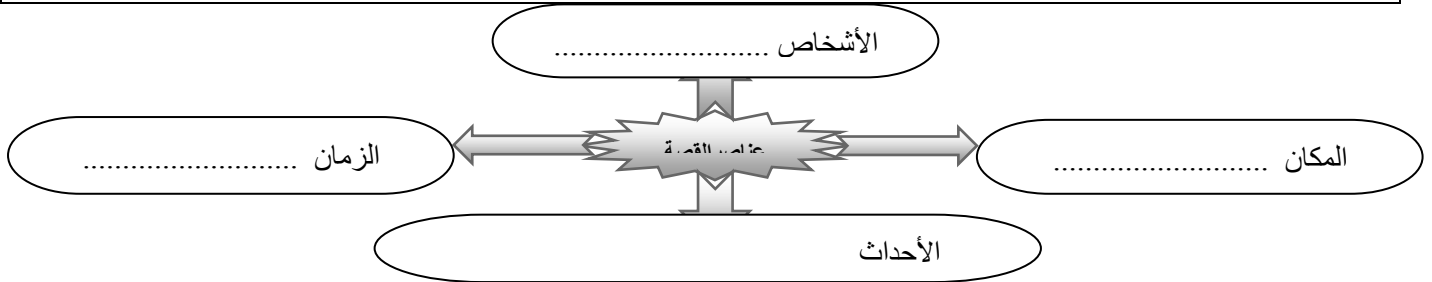 الأشخاص ...........................
المكان ...........................
عناصر القصة
الزمان ...........................
الأحداث